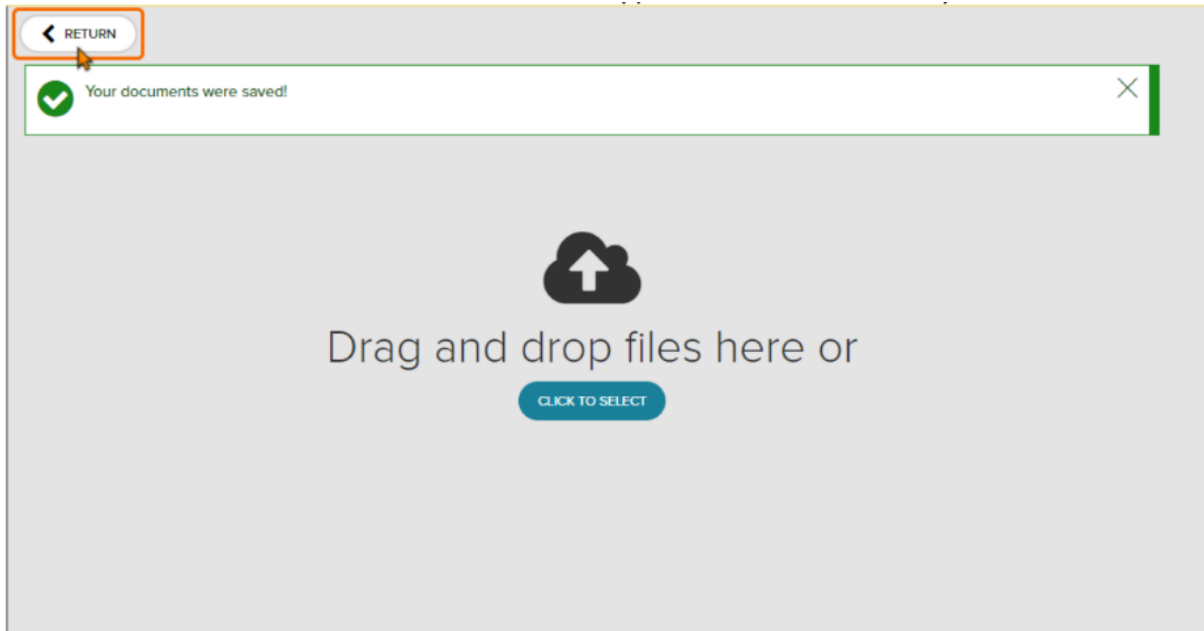 RETURN
Your documents were saved!
Drag and drop files here or
CLICK TO SELECT